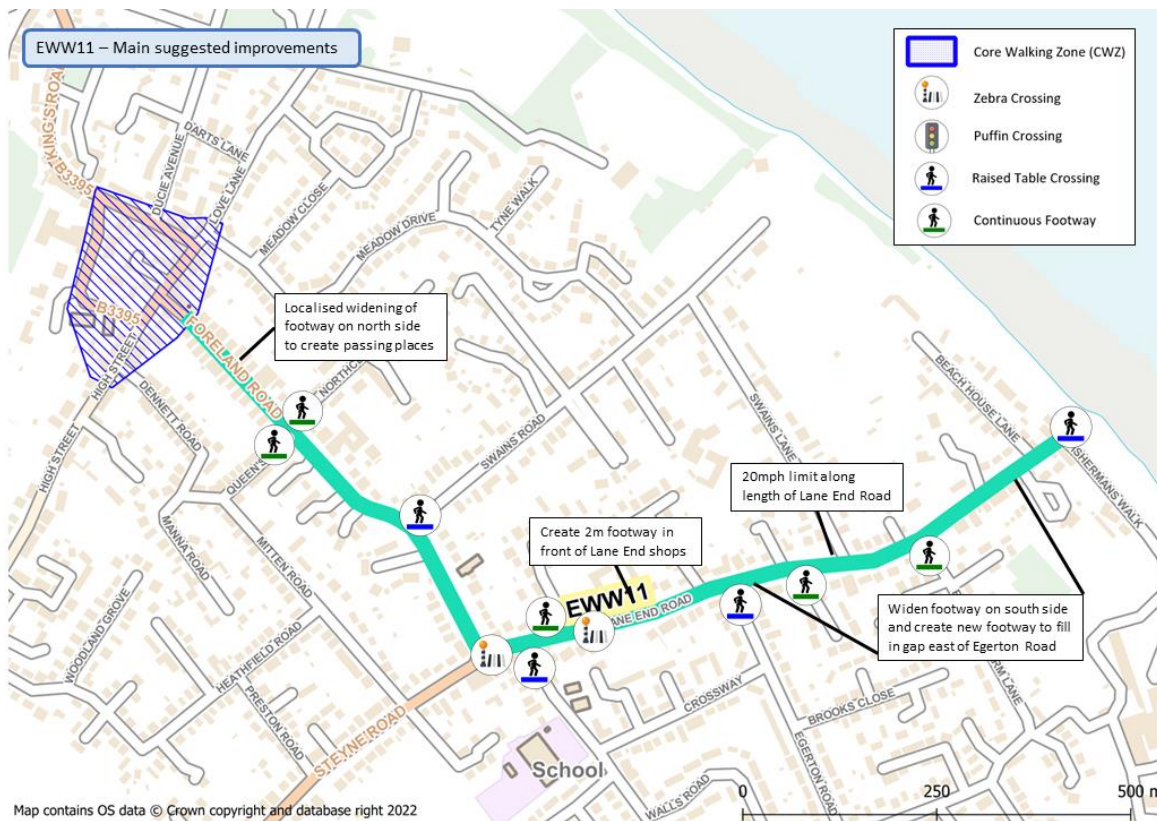 EWW11 – Main suggested improvements
Core Walking Zone (CWZ)
Zebra Crossing
Puffin Crossing
Raised Table Crossing
Continuous Footway
KING'S ROAD
B3395
DARTS LANE
DUCIE AVENUE
LOVE LANE
MEADOW CLOSE
MEADOW DRIVE
TYNE WALK
B3395
HIGH STREET
FORELAND ROAD
Localised widening of
footway on north side
to create passing places
DENNETT ROAD
HIGH STREET
QUEEN'S
SWAINS ROAD
SWAINS LANE
BEACH HOUSE LANE
FISHERMANS WALK
MANNA ROAD
MITTEN ROAD
20mph limit along
length of Lane End Road
Create 2m footway in
front of Lane End shops
EWW11
LANE END ROAD
Widen footway on south side
and create new footway to fill
in gap east of Egerton Road
WOODLAND GROVE
HEATHFIELD ROAD
PRESTON ROAD
STEYNE ROAD
CROSSWAY
BROOKS CLOSE
EGERTON ROAD
LANE
School
WALLS ROAD
0 250 500 m
Map contains OS data © Crown copyright and database right 2022